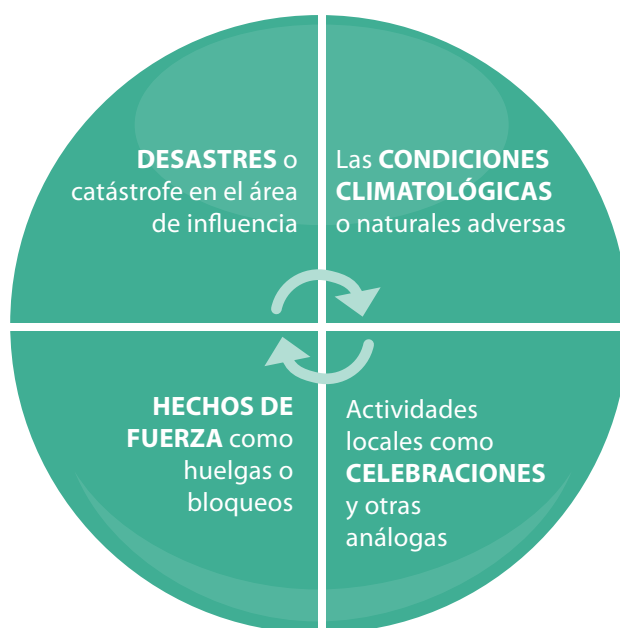 DESASTRES o
catástrofe en el área
de influencia
Las CONDICIONES
CLIMATOLÓGICAS
o naturales adversas
HECHOS DE
FUERZA como
huelgas o
bloqueos
Actividades
locales como
CELEBRACIONES
y otras
análogas